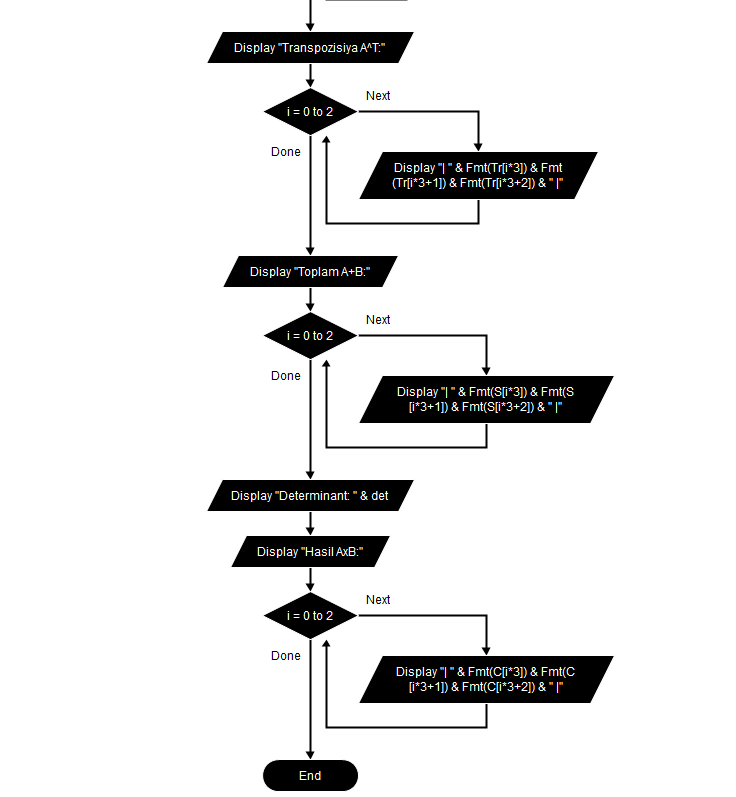 Display "Transpozisiya A^T:"
i = 0 to 2
Next
Done
Display "| " & Fmt(Tr[i*3]) & Fmt
(Tr[i*3+1]) & Fmt(Tr[i*3+2]) & " |"
Display "Toplam A+B:"
i = 0 to 2
Next
Done
Display "| " & Fmt(S[i*3]) & Fmt(S
[i*3+1]) & Fmt(S[i*3+2]) & " |"
Display "Determinant: " & det
Display "Hasil AxB:"
i = 0 to 2
Next
Done
Display "| " & Fmt(C[i*3]) & Fmt(C
[i*3+1]) & Fmt(C[i*3+2]) & " |"
End